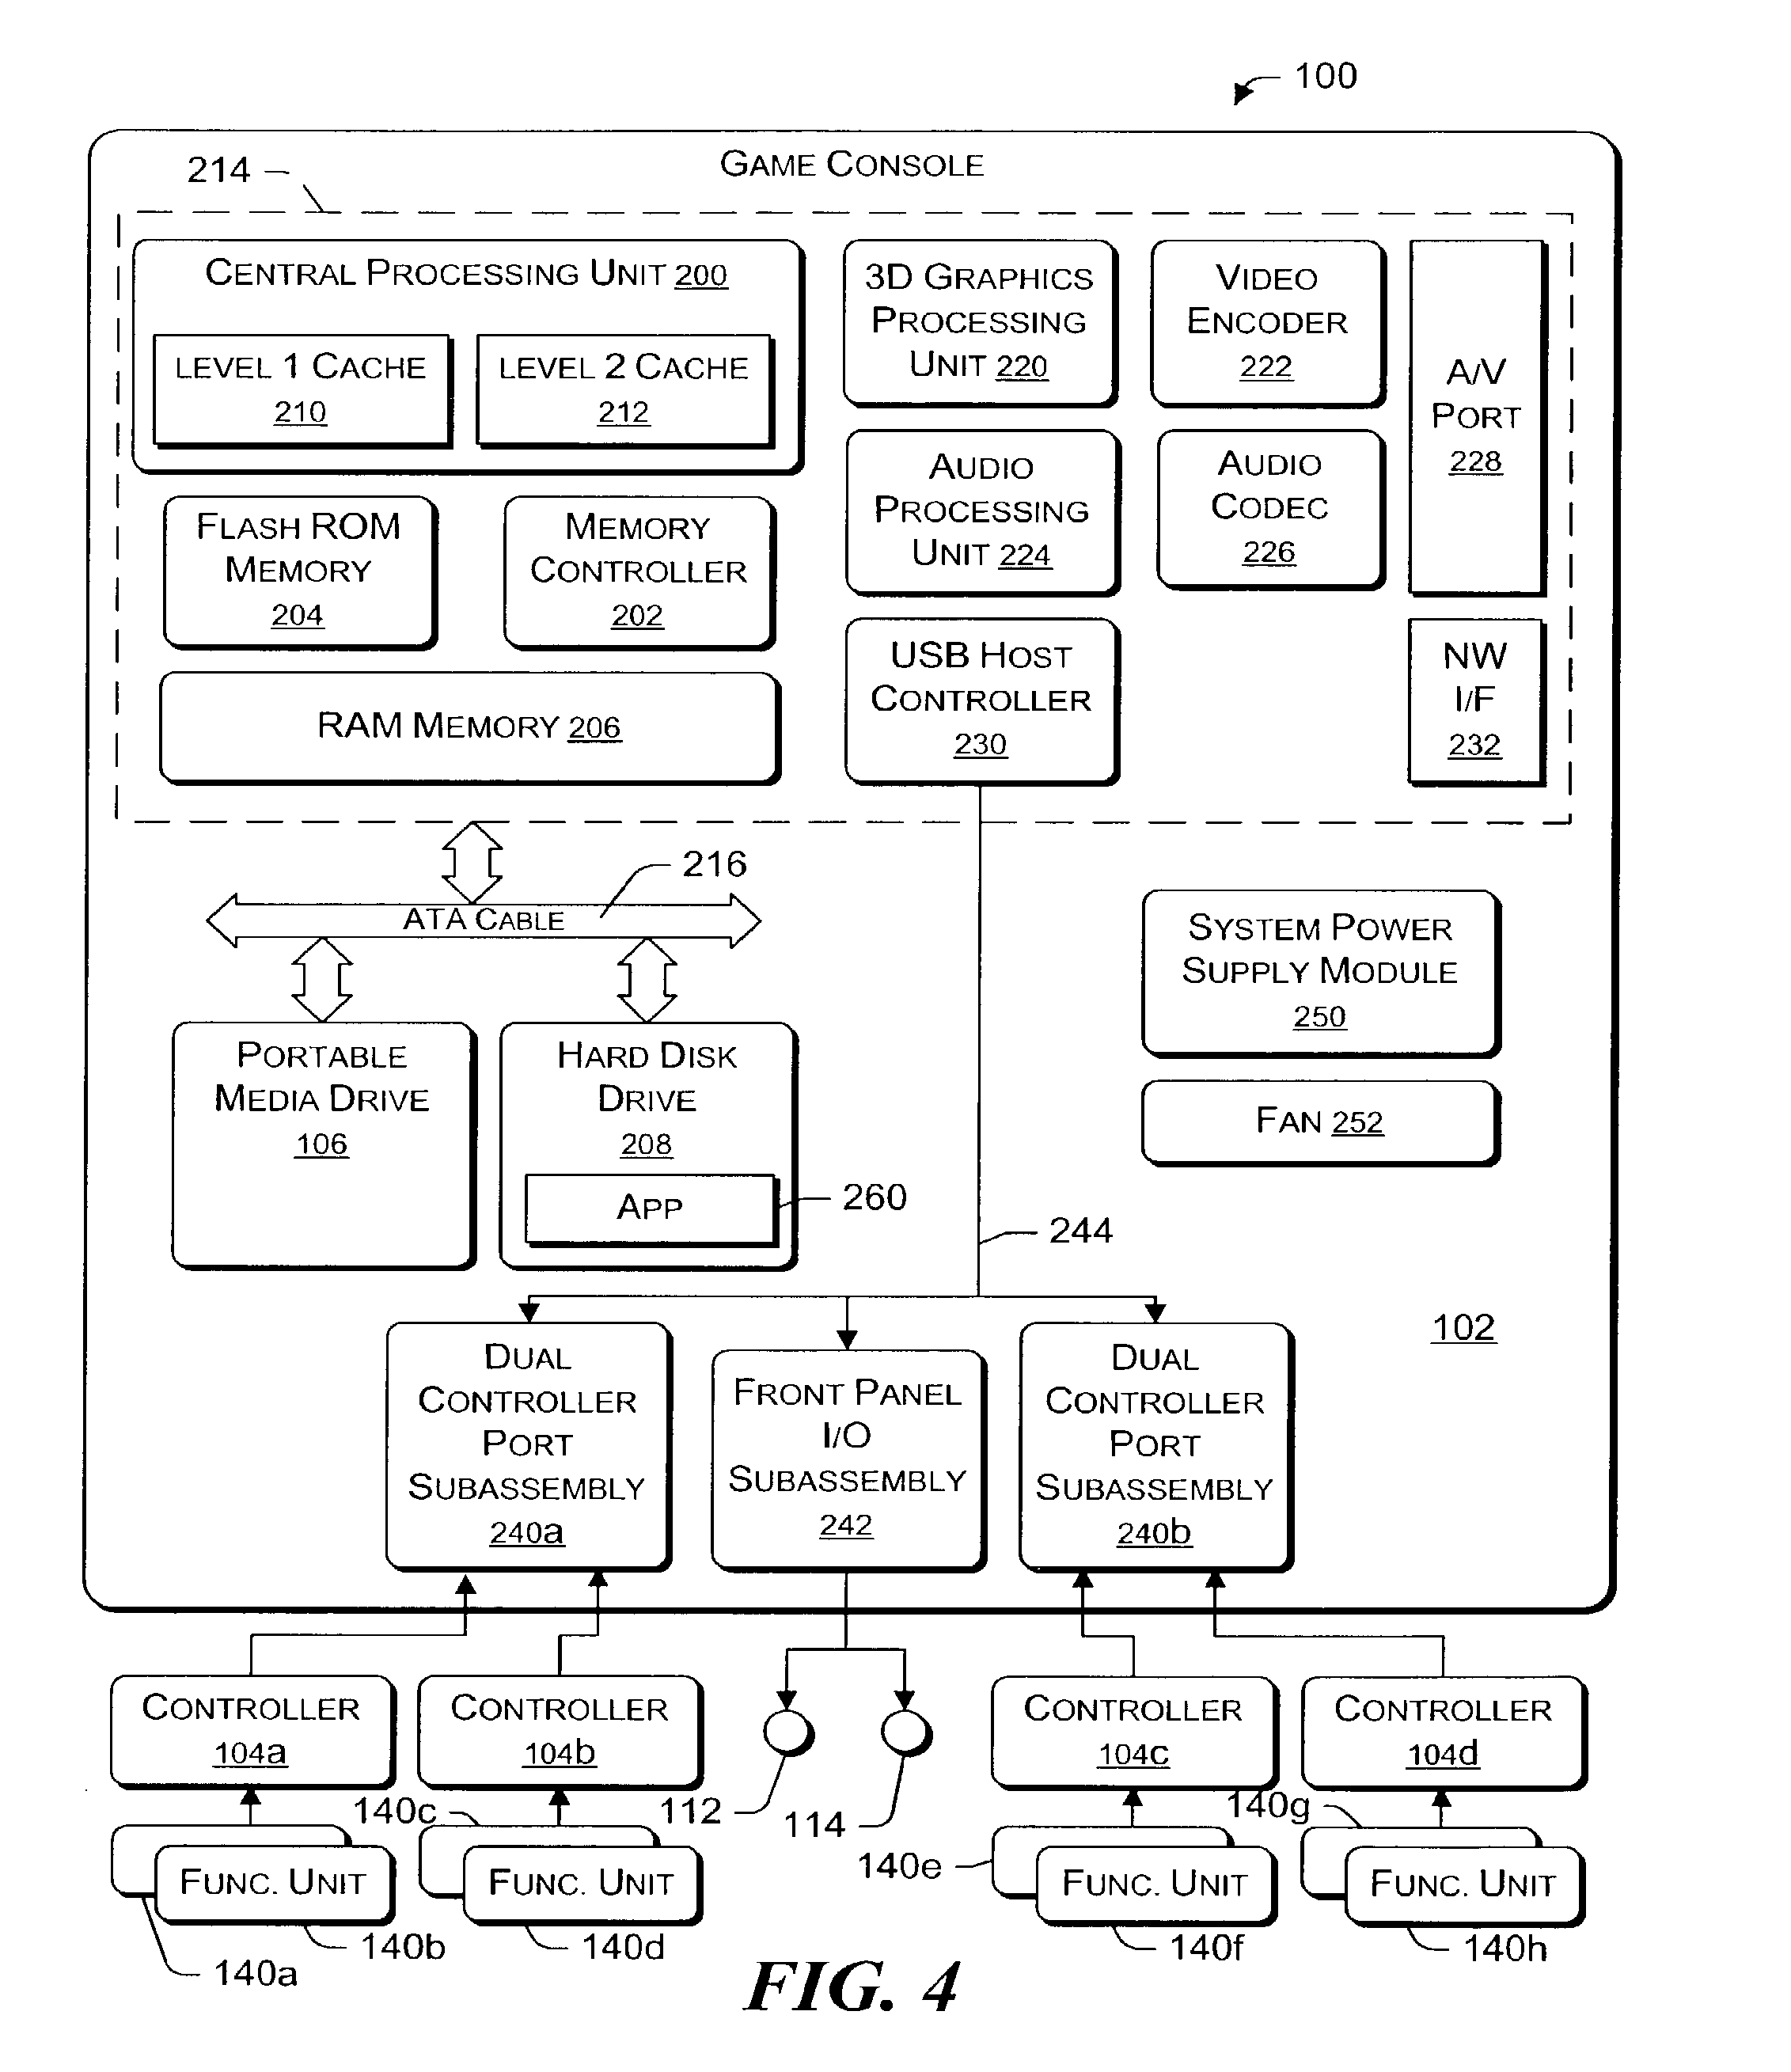 100
GAME CONSOLE
214
CENTRAL PROCESSING UNIT 200
LEVEL 1 CACHE
210
LEVEL 2 CACHE
212
3D GRAPHICS
PROCESSING
UNIT 220
VIDEO
ENCODER
222
A/V
PORT
228
AUDIO
PROCESSING
UNIT 224
AUDIO
CODEC
226
FLASH ROM
MEMORY
204
MEMORY
CONTROLLER
202
USB HOST
CONTROLLER
230
NW
I/F
232
RAM MEMORY 206
216
ATA CABLE
SYSTEM POWER
SUPPLY MODULE
250
PORTABLE
MEDIA DRIVE
106
HARD DISK
DRIVE
208
APP
260
FAN 252
244
102
DUAL
CONTROLLER
PORT
SUBASSEMBLY
240a
FRONT PANEL
I/O
SUBASSEMBLY
242
DUAL
CONTROLLER
PORT
SUBASSEMBLY
240b
CONTROLLER
104a
CONTROLLER
104b
CONTROLLER
104c
CONTROLLER
104d
140c
112
114
140g
140e
FUNC. UNIT
FUNC. UNIT
FUNC. UNIT
FUNC. UNIT
140a
140b
140d
140f
140h
FIG. 4